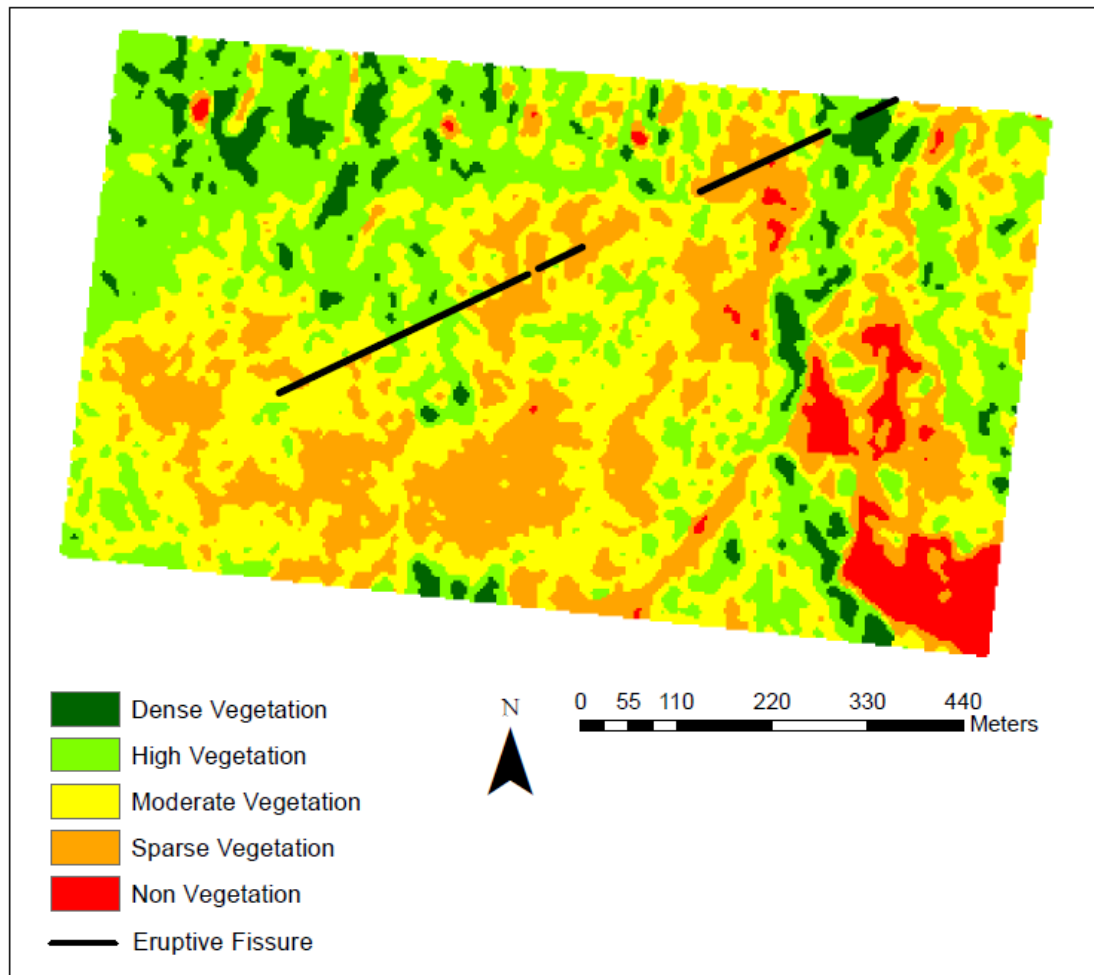 Dense Vegetation
High Vegetation
Moderate Vegetation
Sparse Vegetation
Non Vegetation
Eruptive Fissure
N
0 55 110 220 330 440
Meters